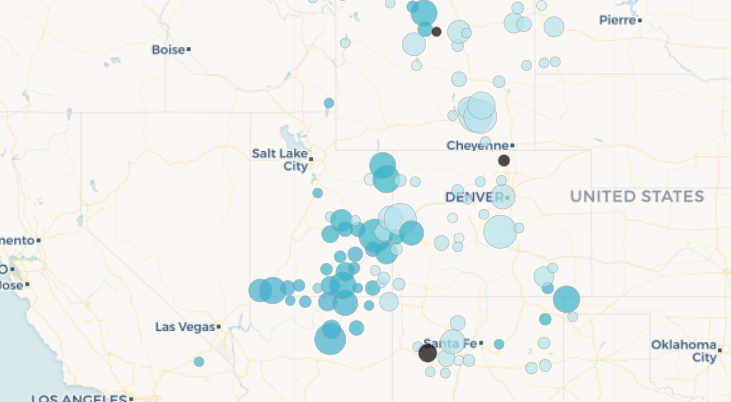 Pierre
Boise
Cheyenne
Salt Lake
City
DENVER
UNITED STATES
mento
O
Jose
Las Vegas
Santa Fe
Oklahoma
City
LOS ANGELES